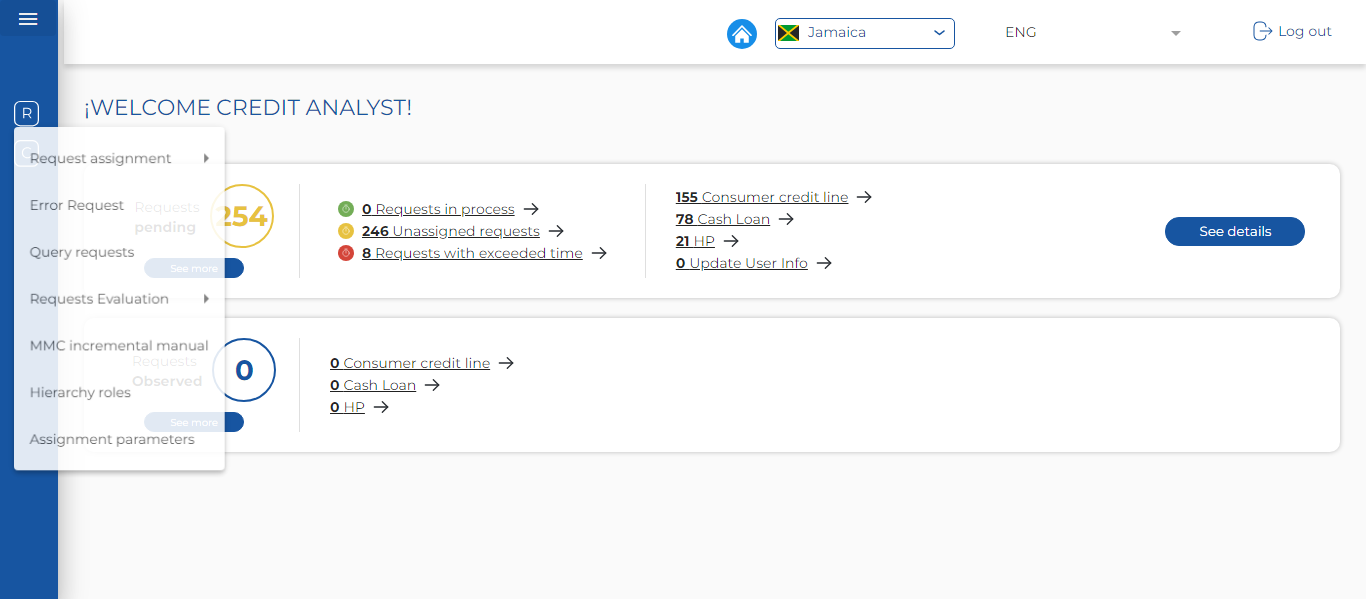 Jamaica
ENG
Log out
¡WELCOME CREDIT ANALYST!
R
C
Request assignment
Error Request
Query requests
Requests Evaluation
MMC incremental manual
Hierarchy roles
Assignment parameters
Requests
pending
254
See more
0 Requests in process
246 Unassigned requests
8 Requests with exceeded time
155 Consumer credit line
78 Cash Loan
21 HP
0 Update User Info
See details
Requests
Observed
0
See more
0 Consumer credit line
0 Cash Loan
0 HP